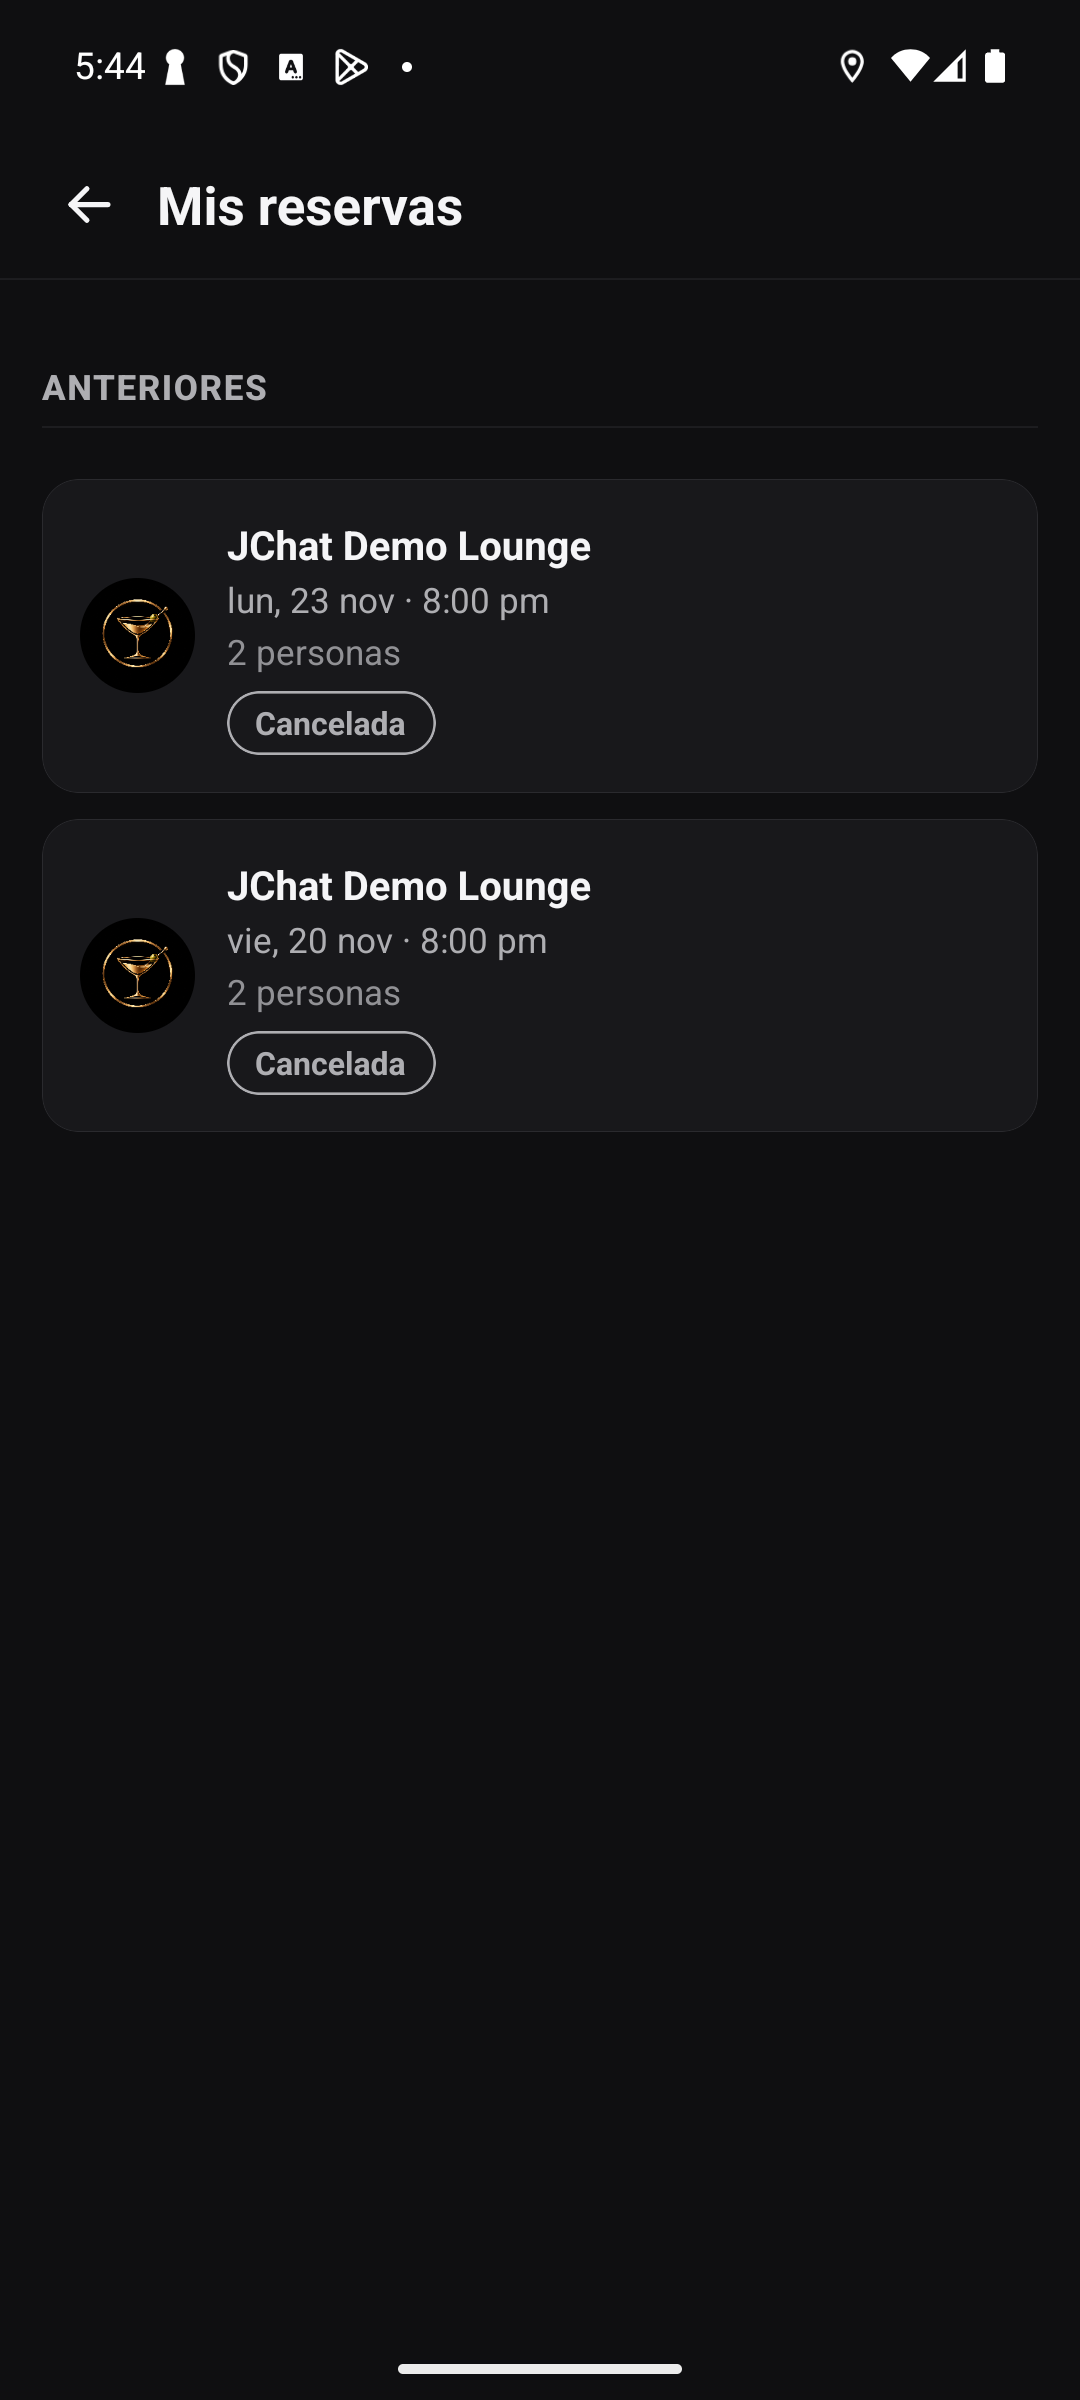 5:44
Mis reservas
ANTERIORES
JChat Demo Lounge
lun, 23 nov · 8:00 pm
2 personas
Cancelada
JChat Demo Lounge
vie, 20 nov · 8:00 pm
2 personas
Cancelada